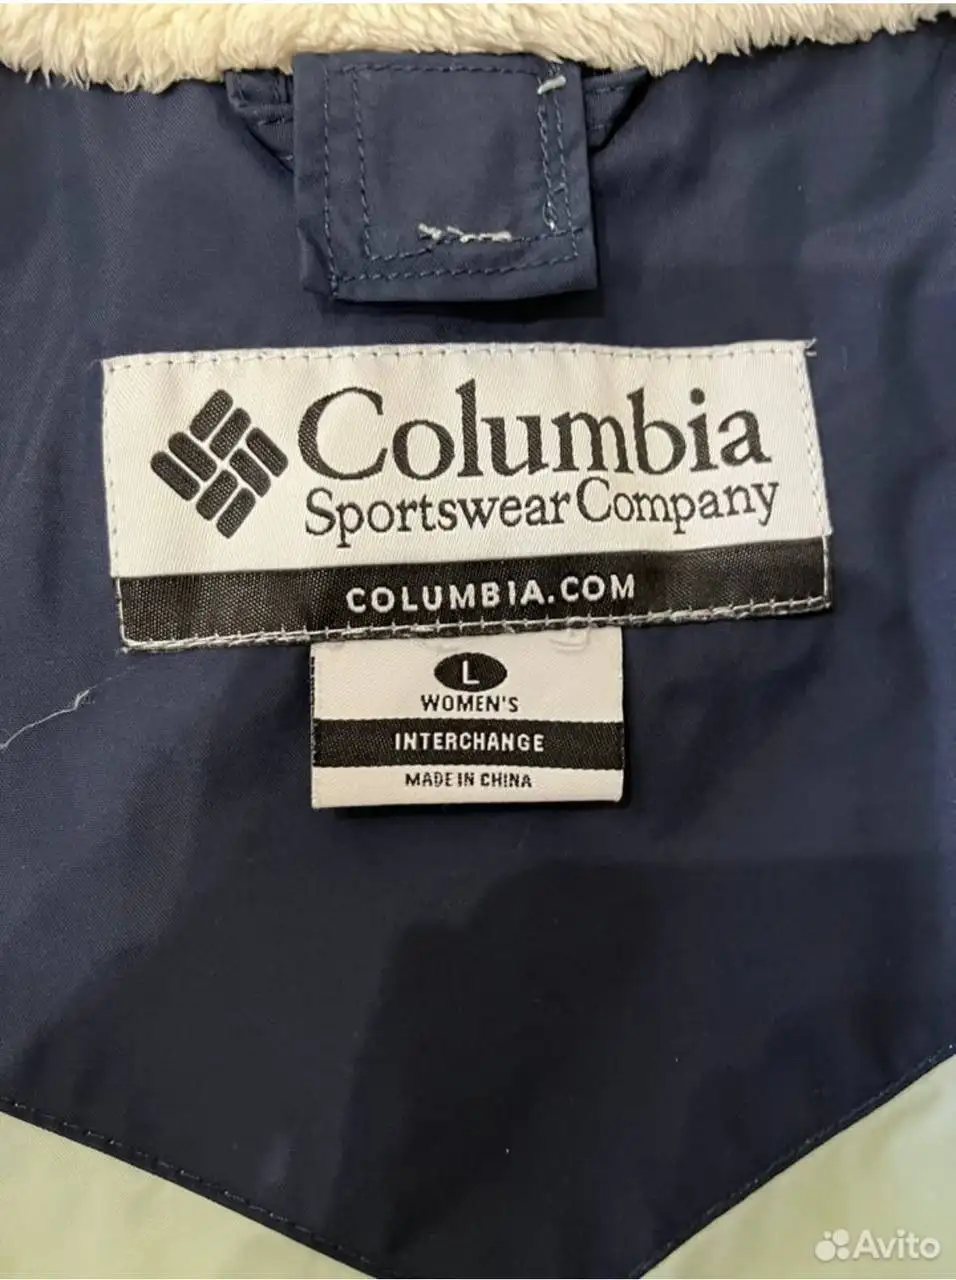 Columbia
Sportswear Company
COLUMBIA.COM
L
WOMEN'S
INTERCHANGE
MADE IN CHINA
Avito